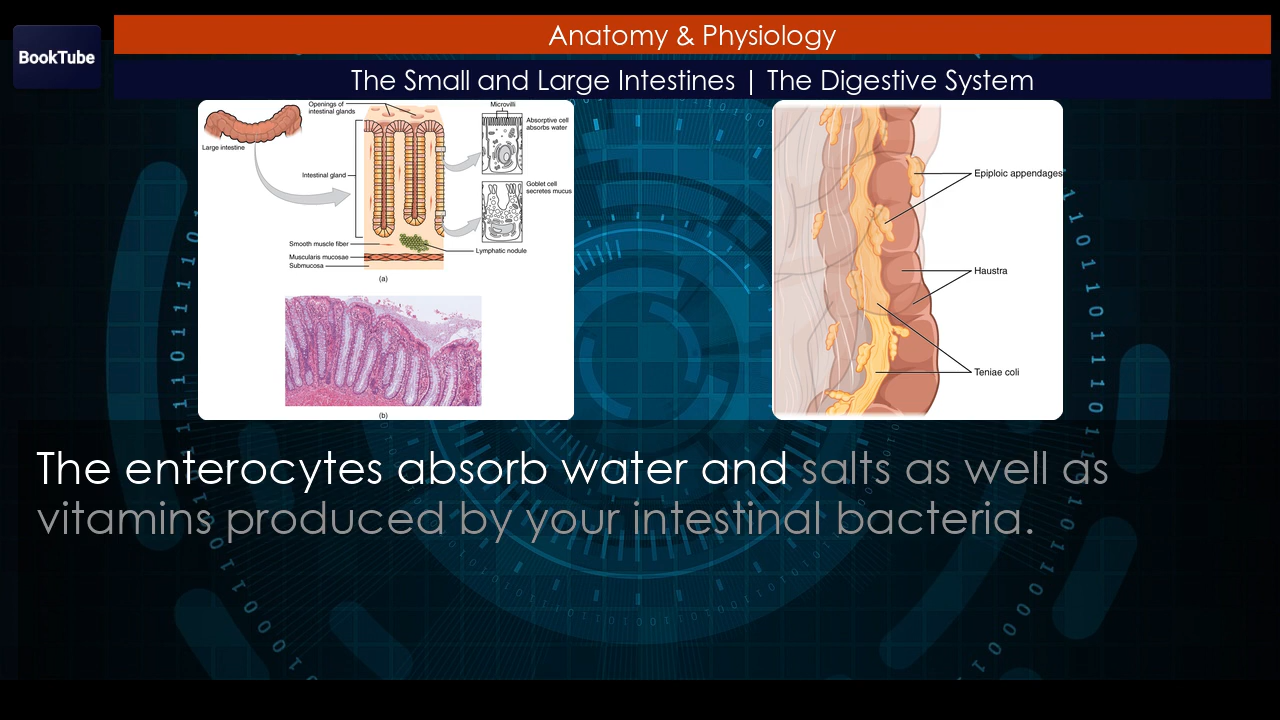 BookTube
Anatomy & Physiology
The Small and Large Intestines | The Digestive System
Openings of
intestinal glands
Large intestine
Intestinal gland
Smooth muscle fiber
Muscularis mucosae
Submucosa
Microvilli
Absorptive cell
absorbs water
Goblet cell
secretes mucus
Lymphatic nodule
(a)
(b)
Epiploic appendages
Haustra
Teniae coli
The enterocytes absorb water and salts as well as
vitamins produced by your intestinal bacteria.